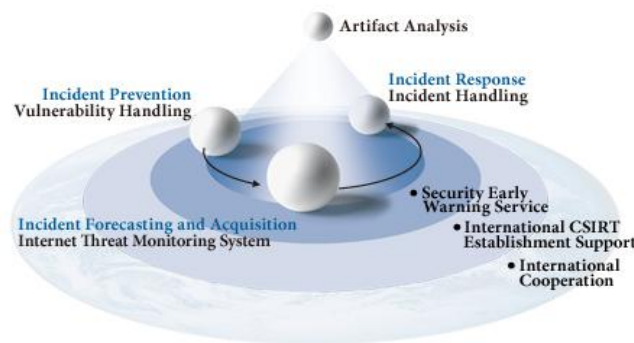 Artifact Analysis
Incident Prevention
Vulnerability Handling
Incident Response
Incident Handling
Incident Forecasting and Acquisition
Internet Threat Monitoring System
• Security Early
Warning Service
• International CSIRT
Establishment Support
• International
Cooperation